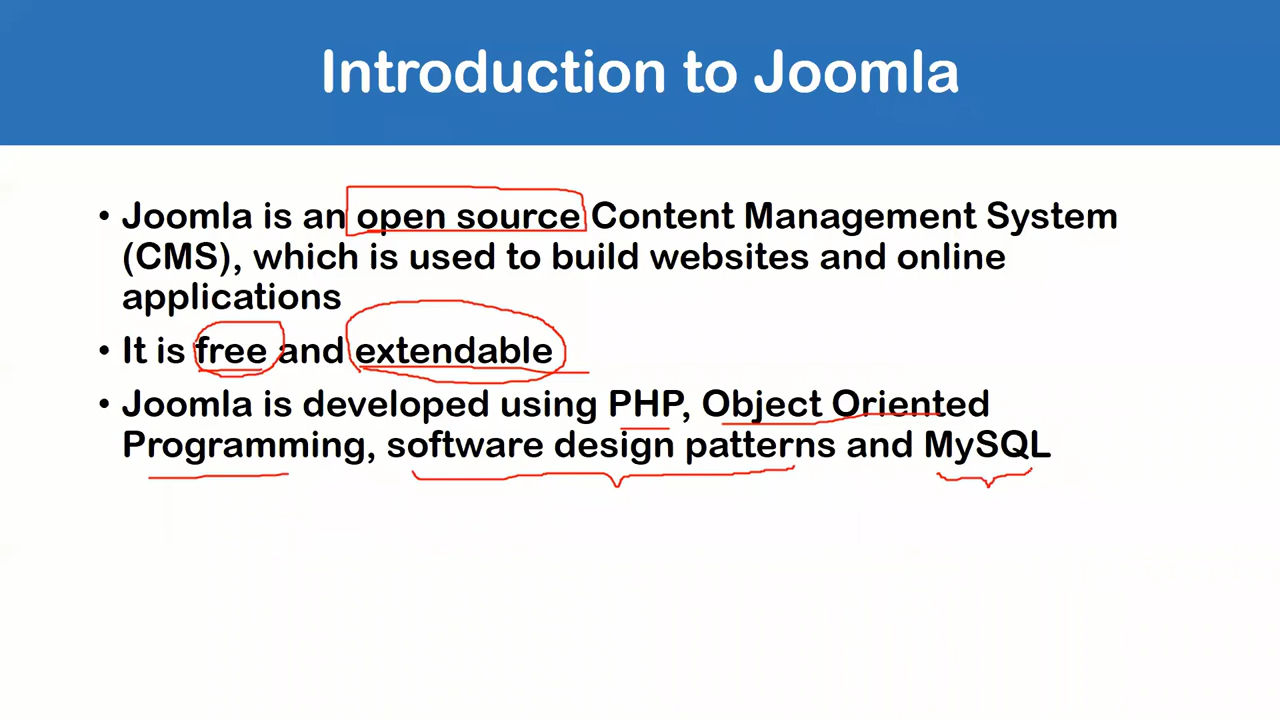 Introduction to Joomla
• Joomla is an open source Content Management System
(CMS), which is used to build websites and online
applications
• It is free and extendable
• Joomla is developed using PHP, Object Oriented
Programming, software design patterns and MySQL